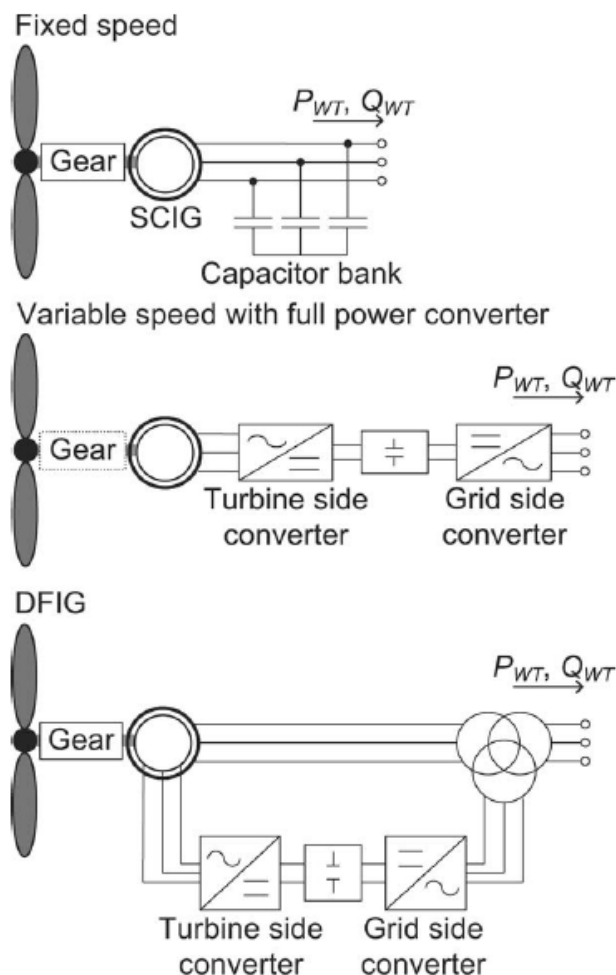 Fixed speed
P_WT, Q_WT
Gear
SCIG
Capacitor bank
Variable speed with full power converter
P_WT, Q_WT
Gear
Turbine side
converter
Grid side
converter
DFIG
P_WT, Q_WT
Gear
Turbine side
converter
Grid side
converter